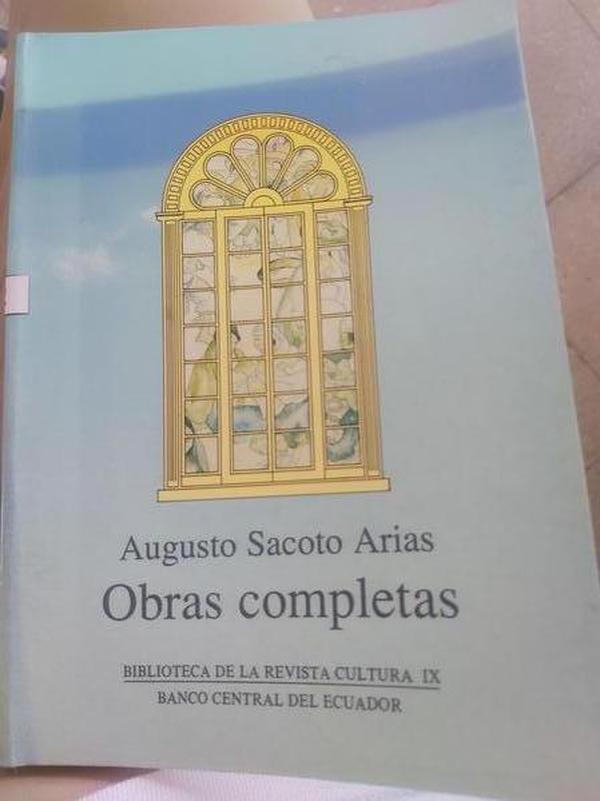 Augusto Sacoto Arias
Obras completas
BIBLIOTECA DE LA REVISTA CULTURA IX
BANCO CENTRAL DEL ECUADOR